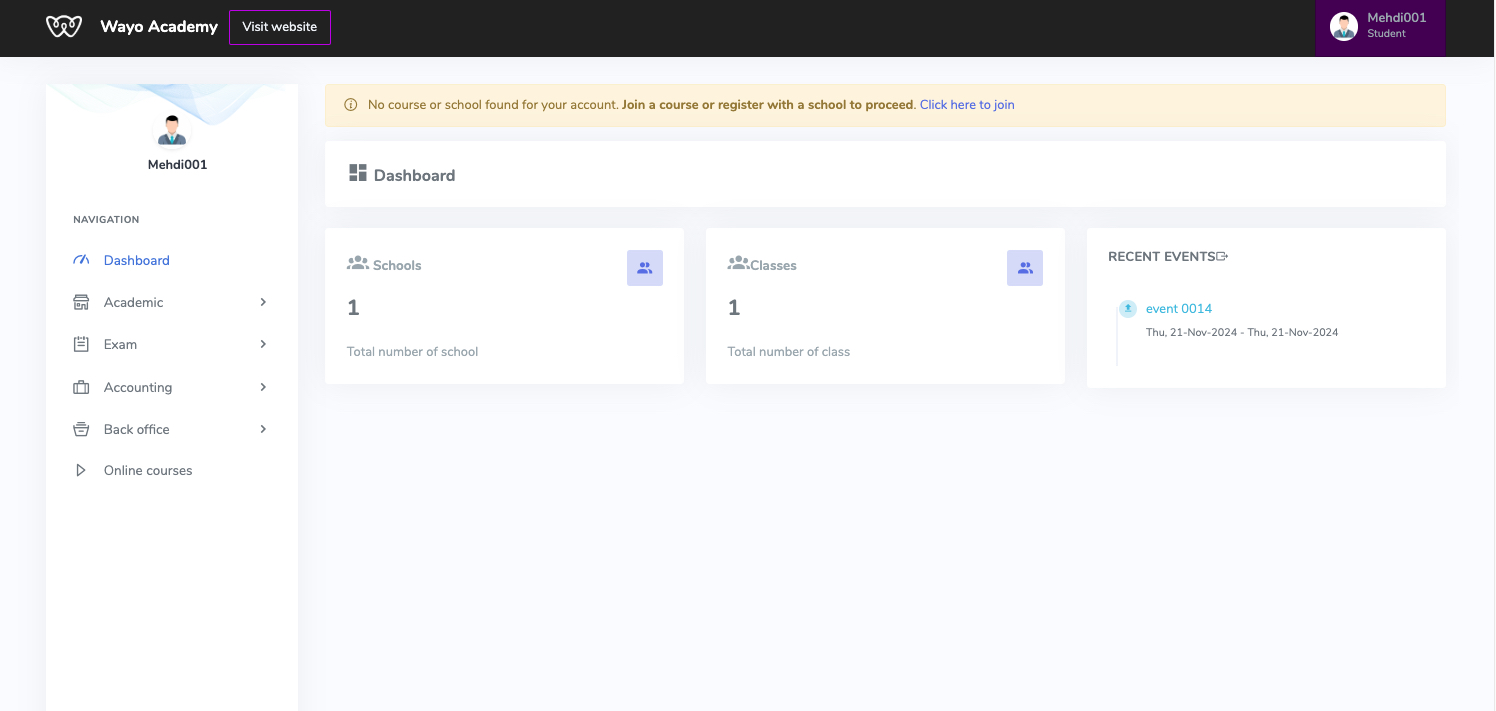 Wayo Academy
Visit website
Mehdi001
Student
Mehdi001
NAVIGATION
Dashboard
Academic
Exam
Accounting
Back office
Online courses
No course or school found for your account. Join a course or register with a school to proceed. Click here to join
Dashboard
Schools
1
Total number of school
Classes
1
Total number of class
RECENT EVENTS
event 0014
Thu, 21-Nov-2024 - Thu, 21-Nov-2024